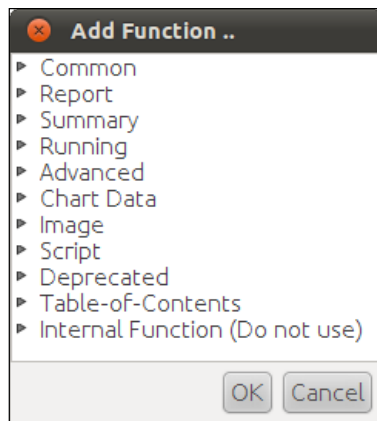 Add Function ..
Common
Report
Summary
Running
Advanced
Chart Data
Image
Script
Deprecated
Table-of-Contents
Internal Function (Do not use)
OK Cancel